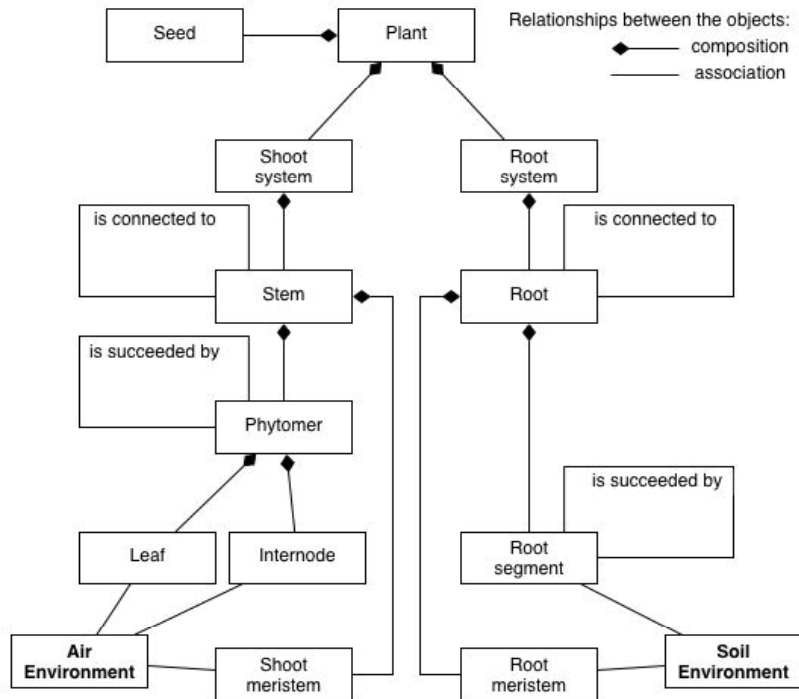 Relationships between the objects:
composition
association
Seed
Plant
Shoot
system
Root
system
is connected to
is connected to
Stem
Root
is succeeded by
Phytomer
is succeeded by
Leaf
Internode
Root
segment
Air
Environment
Shoot
meristem
Root
meristem
Soil
Environment